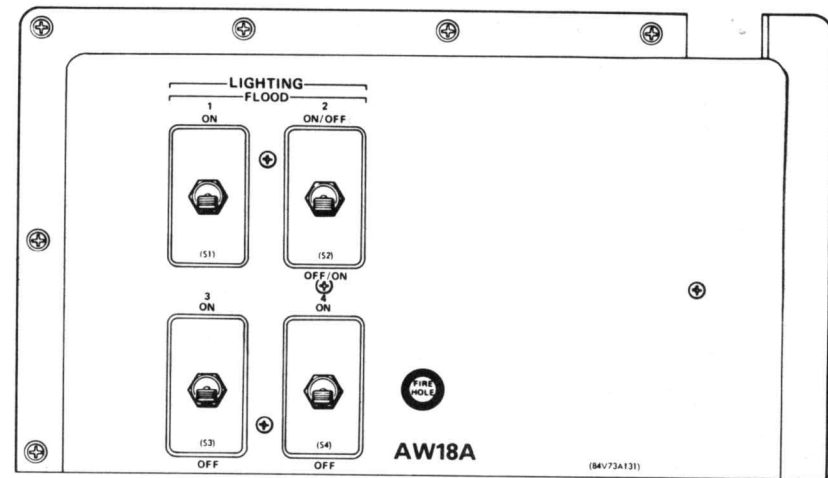 LIGHTING
FLOOD
1
ON
2
ON/OFF
(S1)
(S2)
OFF/ON
3
ON
4
ON
FIRE
HOLE
(S3)
(S4)
OFF
OFF
AW18A
(84V73A131)